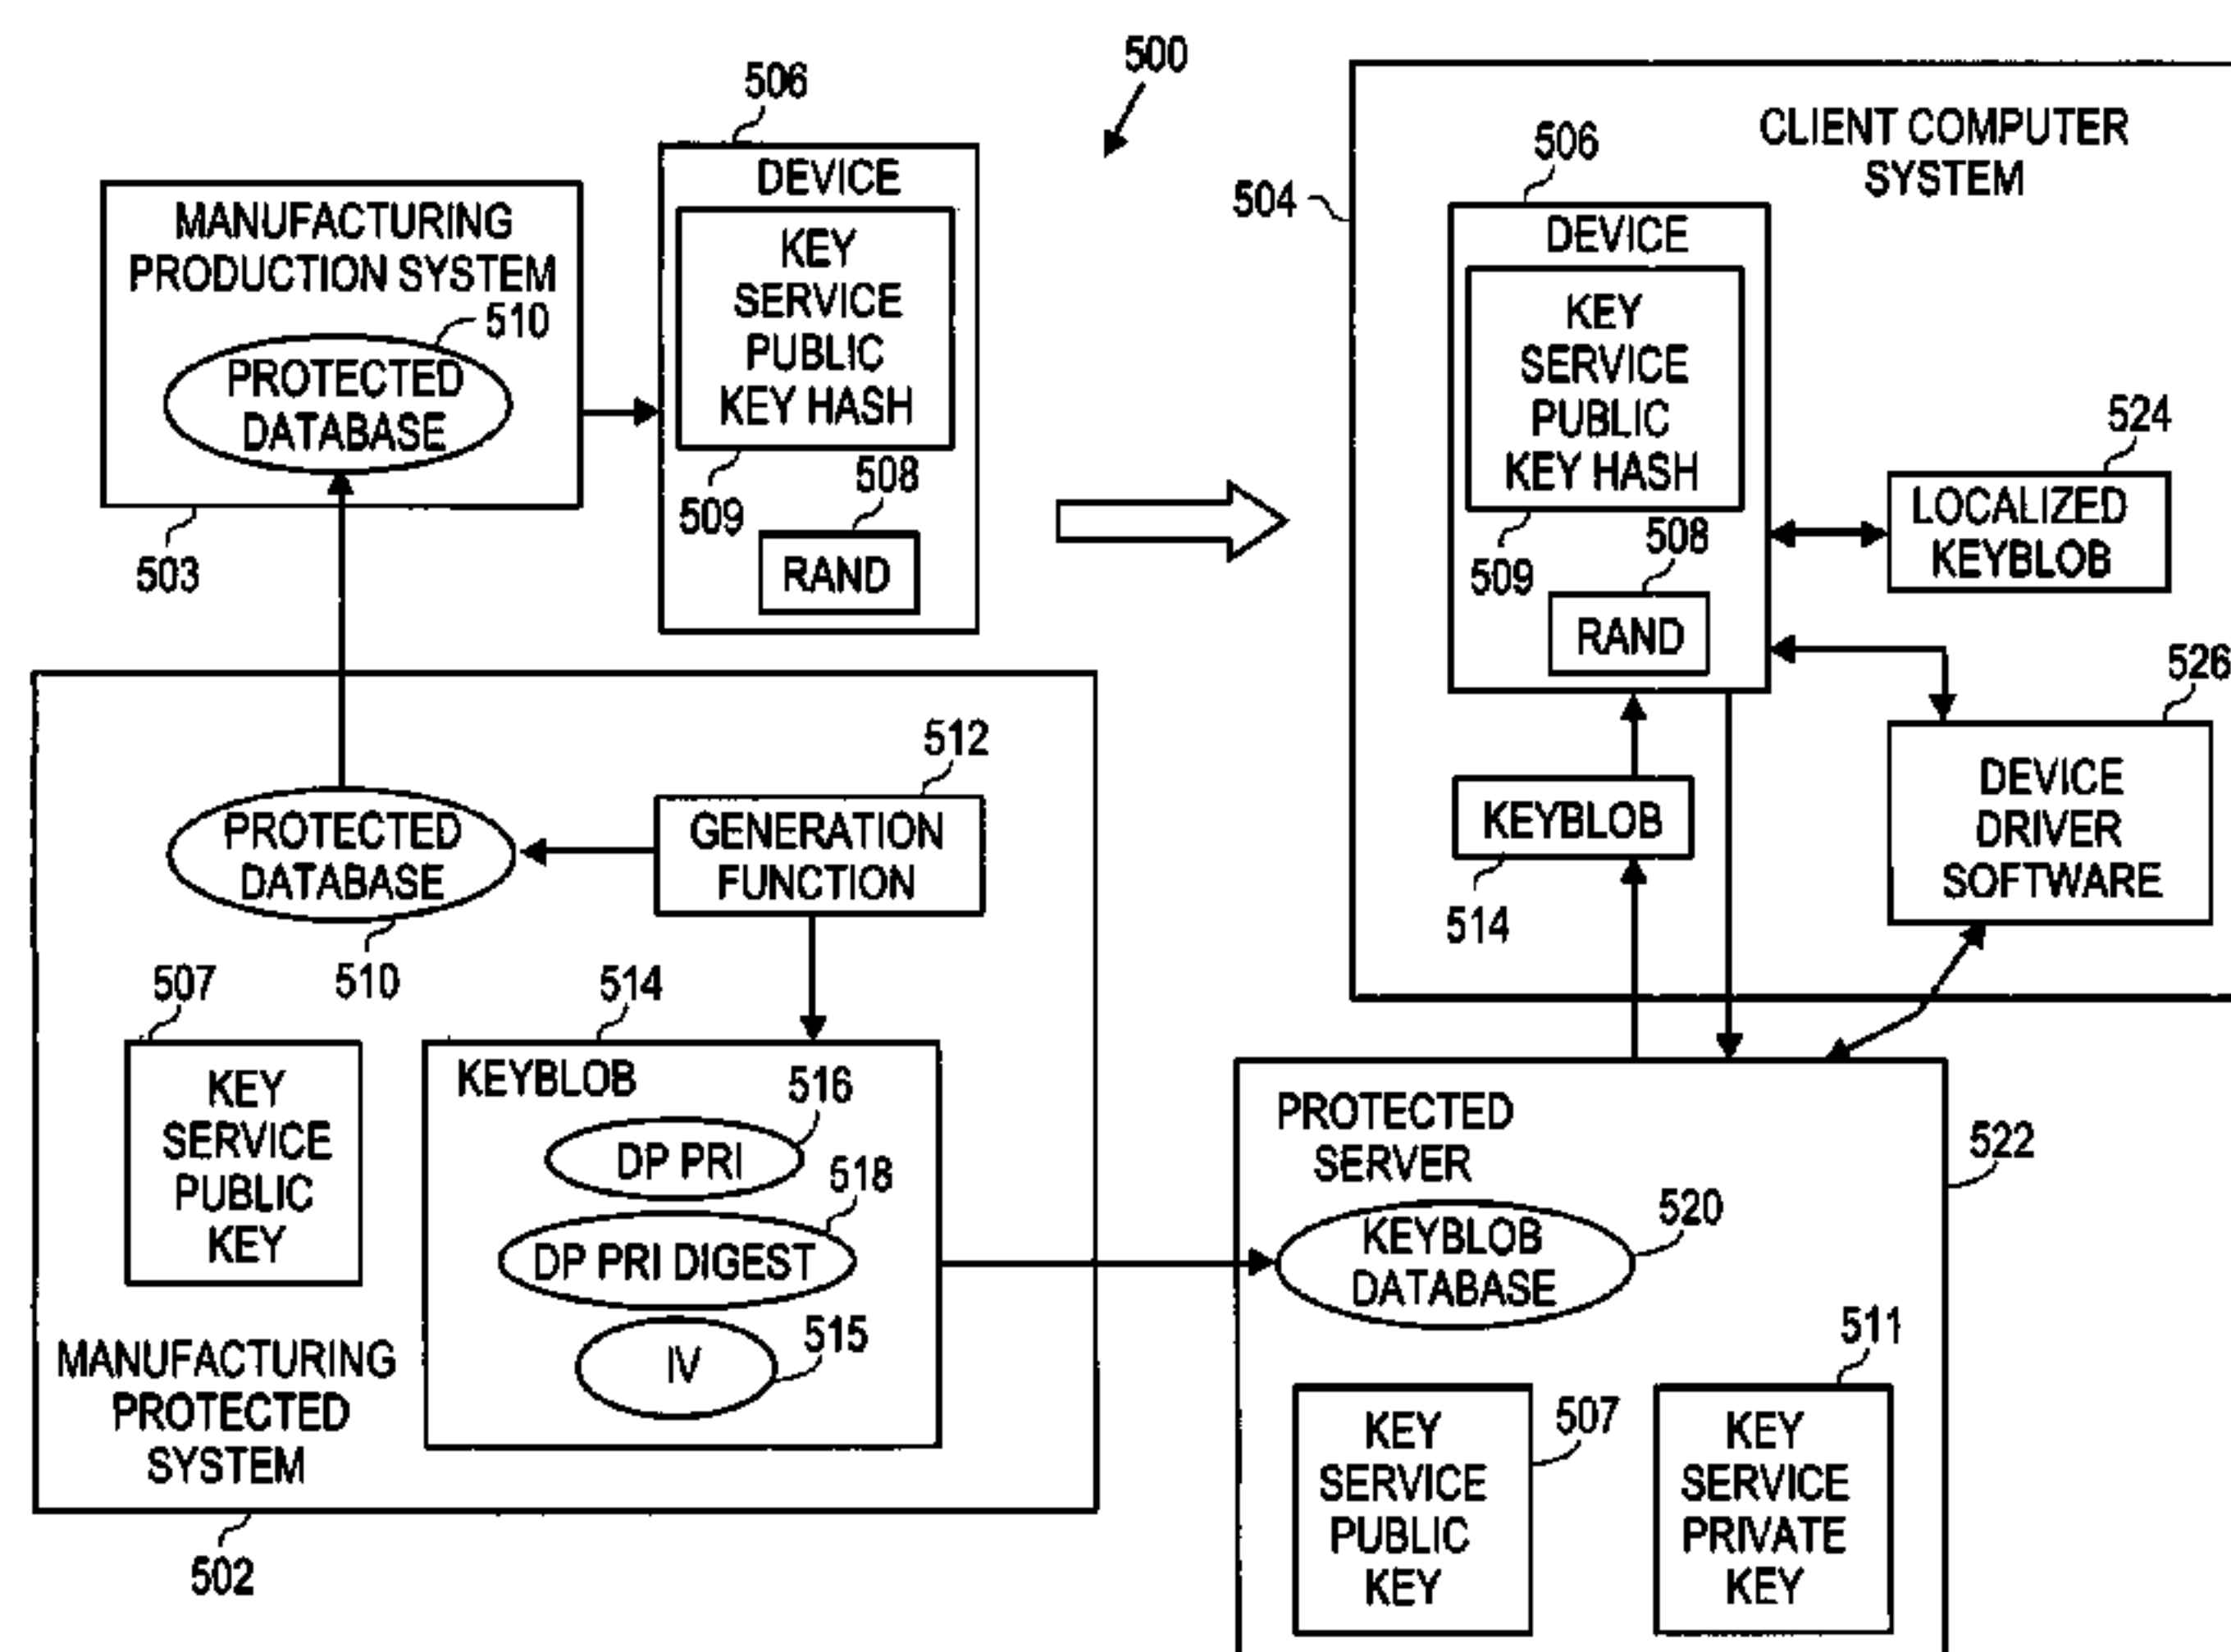 500
506
DEVICE
KEY
SERVICE
PUBLIC
KEY HASH
509
508
RAND
MANUFACTURING
PRODUCTION SYSTEM
510
PROTECTED
DATABASE
503
512
GENERATION
FUNCTION
PROTECTED
DATABASE
510
507
KEY
SERVICE
PUBLIC
KEY
514
KEYBLOB
516
DP PRI
518
DP PRI DIGEST
515
IV
MANUFACTURING
PROTECTED
SYSTEM
502
504
CLIENT COMPUTER
SYSTEM
506
DEVICE
KEY
SERVICE
PUBLIC
KEY HASH
509
508
RAND
524
LOCALIZED
KEYBLOB
526
DEVICE
DRIVER
SOFTWARE
KEYBLOB
514
PROTECTED
SERVER
522
520
KEYBLOB
DATABASE
507
KEY
SERVICE
PUBLIC
KEY
511
KEY
SERVICE
PRIVATE
KEY